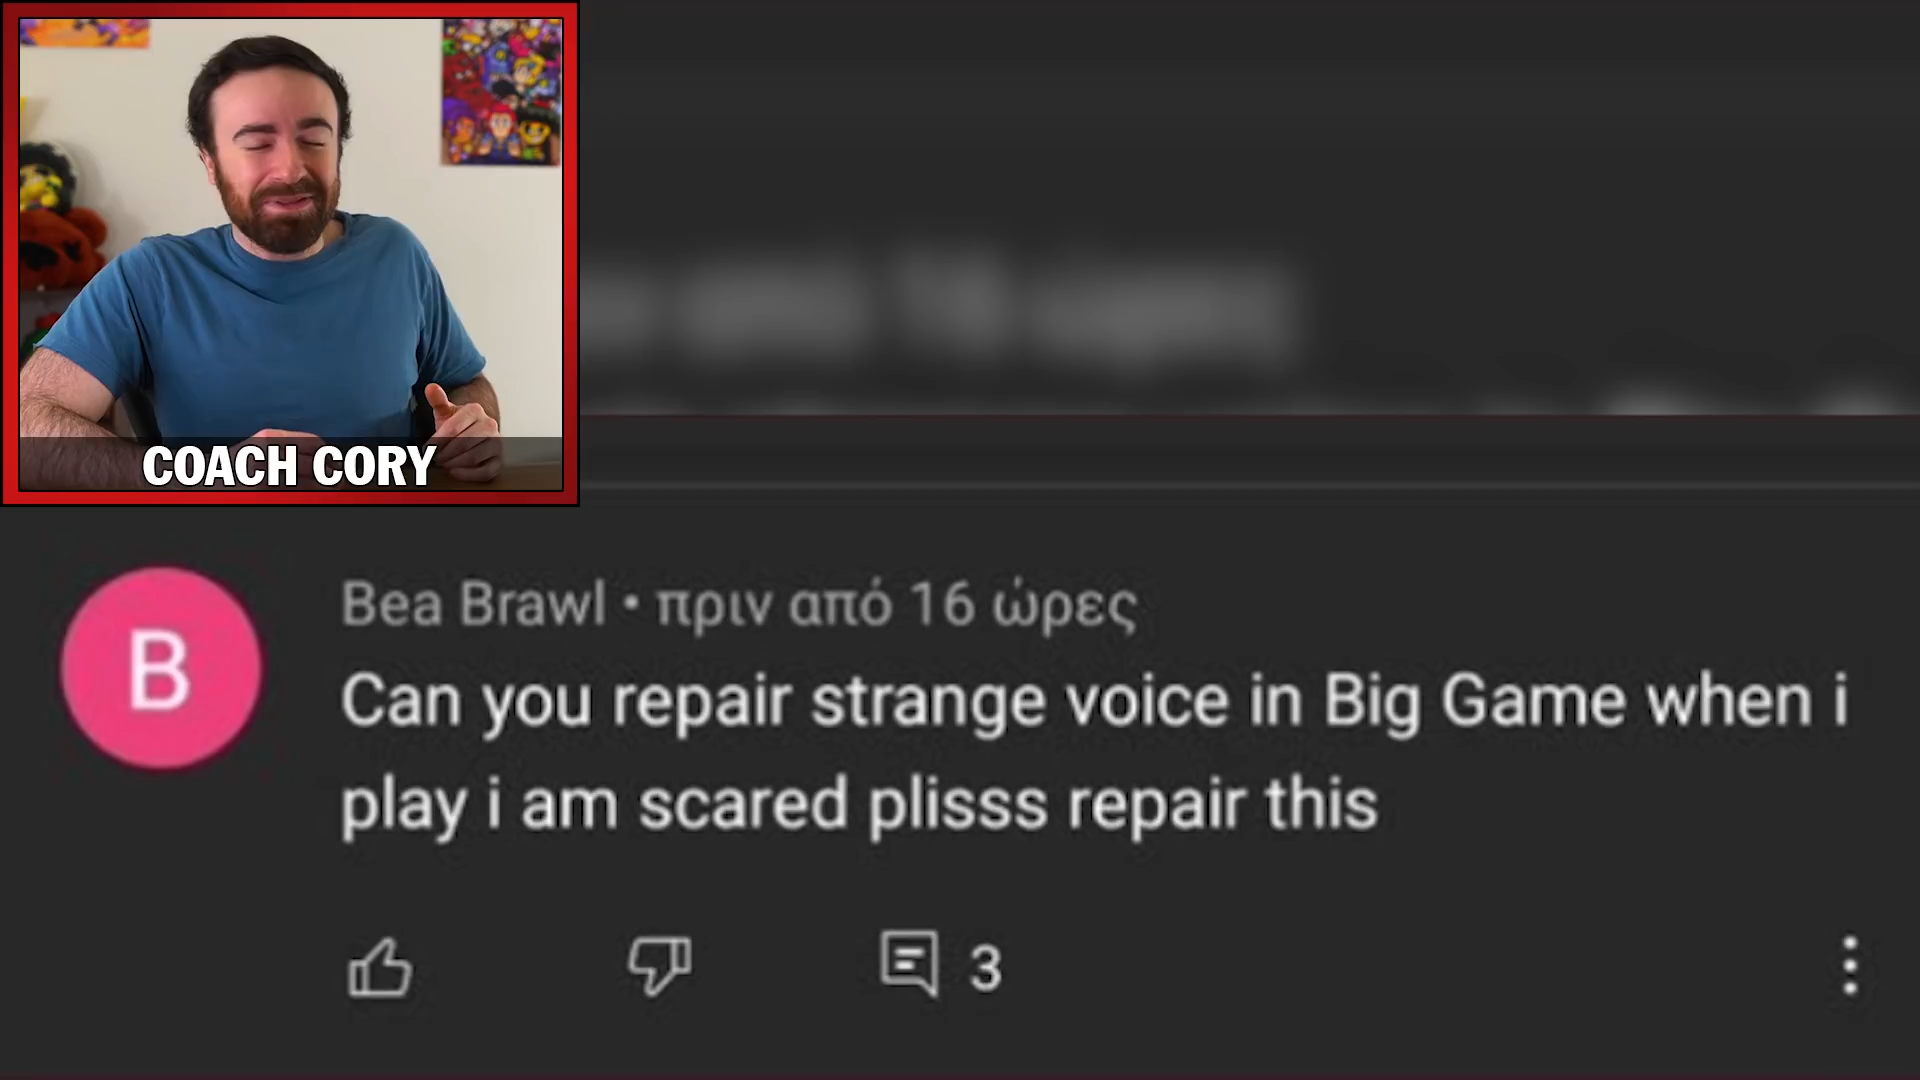 COACH CORY
B
Bea Brawl • πριν από 16 ώρες
Can you repair strange voice in Big Game when i
play i am scared plisss repair this
3